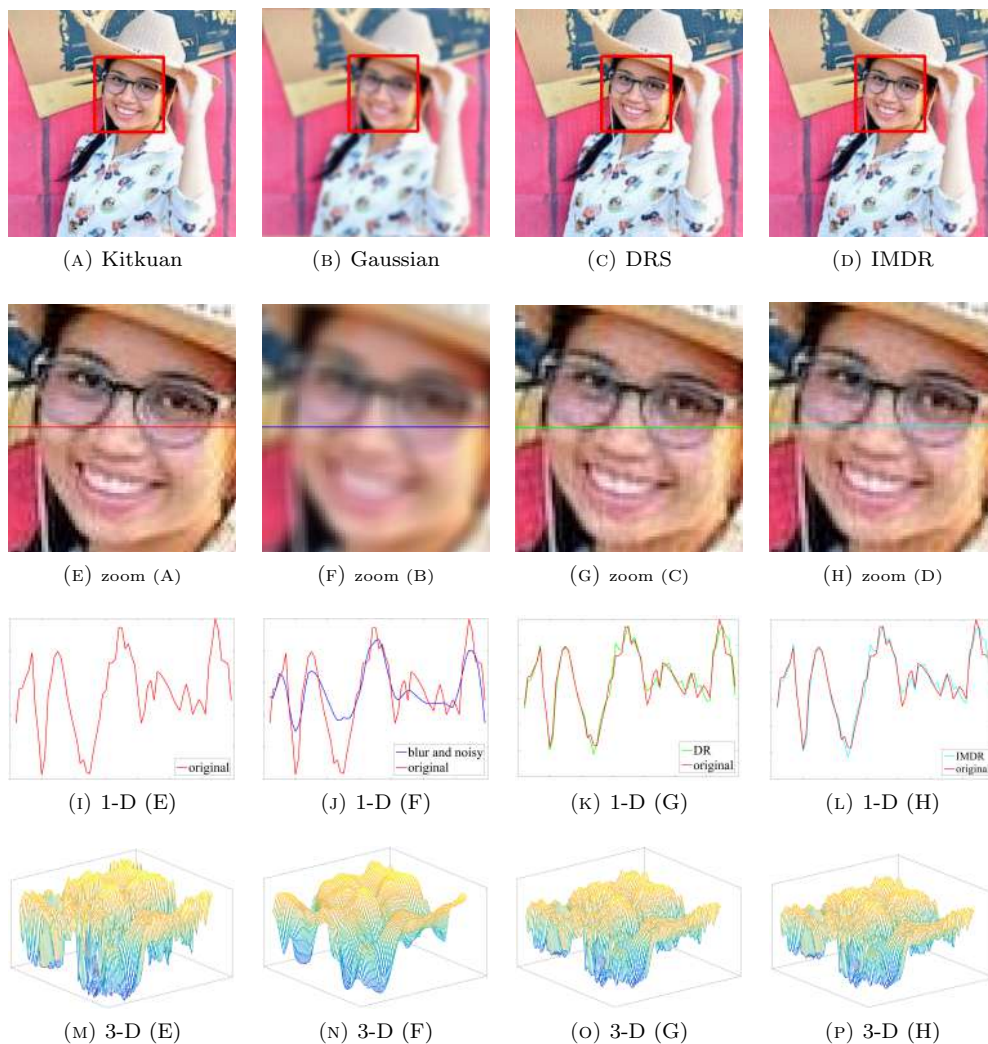 (A) Kitkuan
(B) Gaussian
(C) DRS
(D) IMDR
(E) zoom (A)
(F) zoom (B)
(G) zoom (C)
(H) zoom (D)
original
blur and noisy
original
DR
original
IMDR
original
(I) 1-D (E)
(J) 1-D (F)
(K) 1-D (G)
(L) 1-D (H)
(M) 3-D (E)
(N) 3-D (F)
(O) 3-D (G)
(P) 3-D (H)